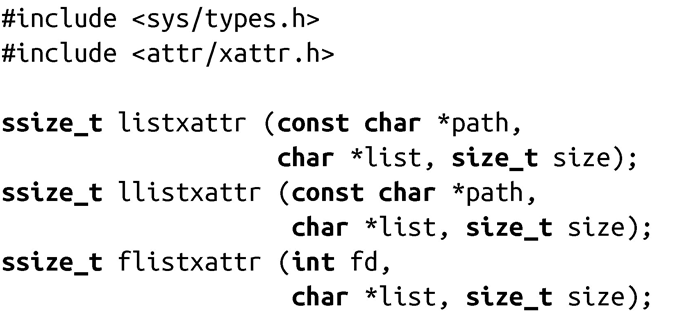 #include <sys/types.h>
#include <attr/xattr.h>

ssize_t listxattr (const char *path,
                   char *list, size_t size);
ssize_t llistxattr (const char *path,
                    char *list, size_t size);
ssize_t flistxattr (int fd,
                    char *list, size_t size);